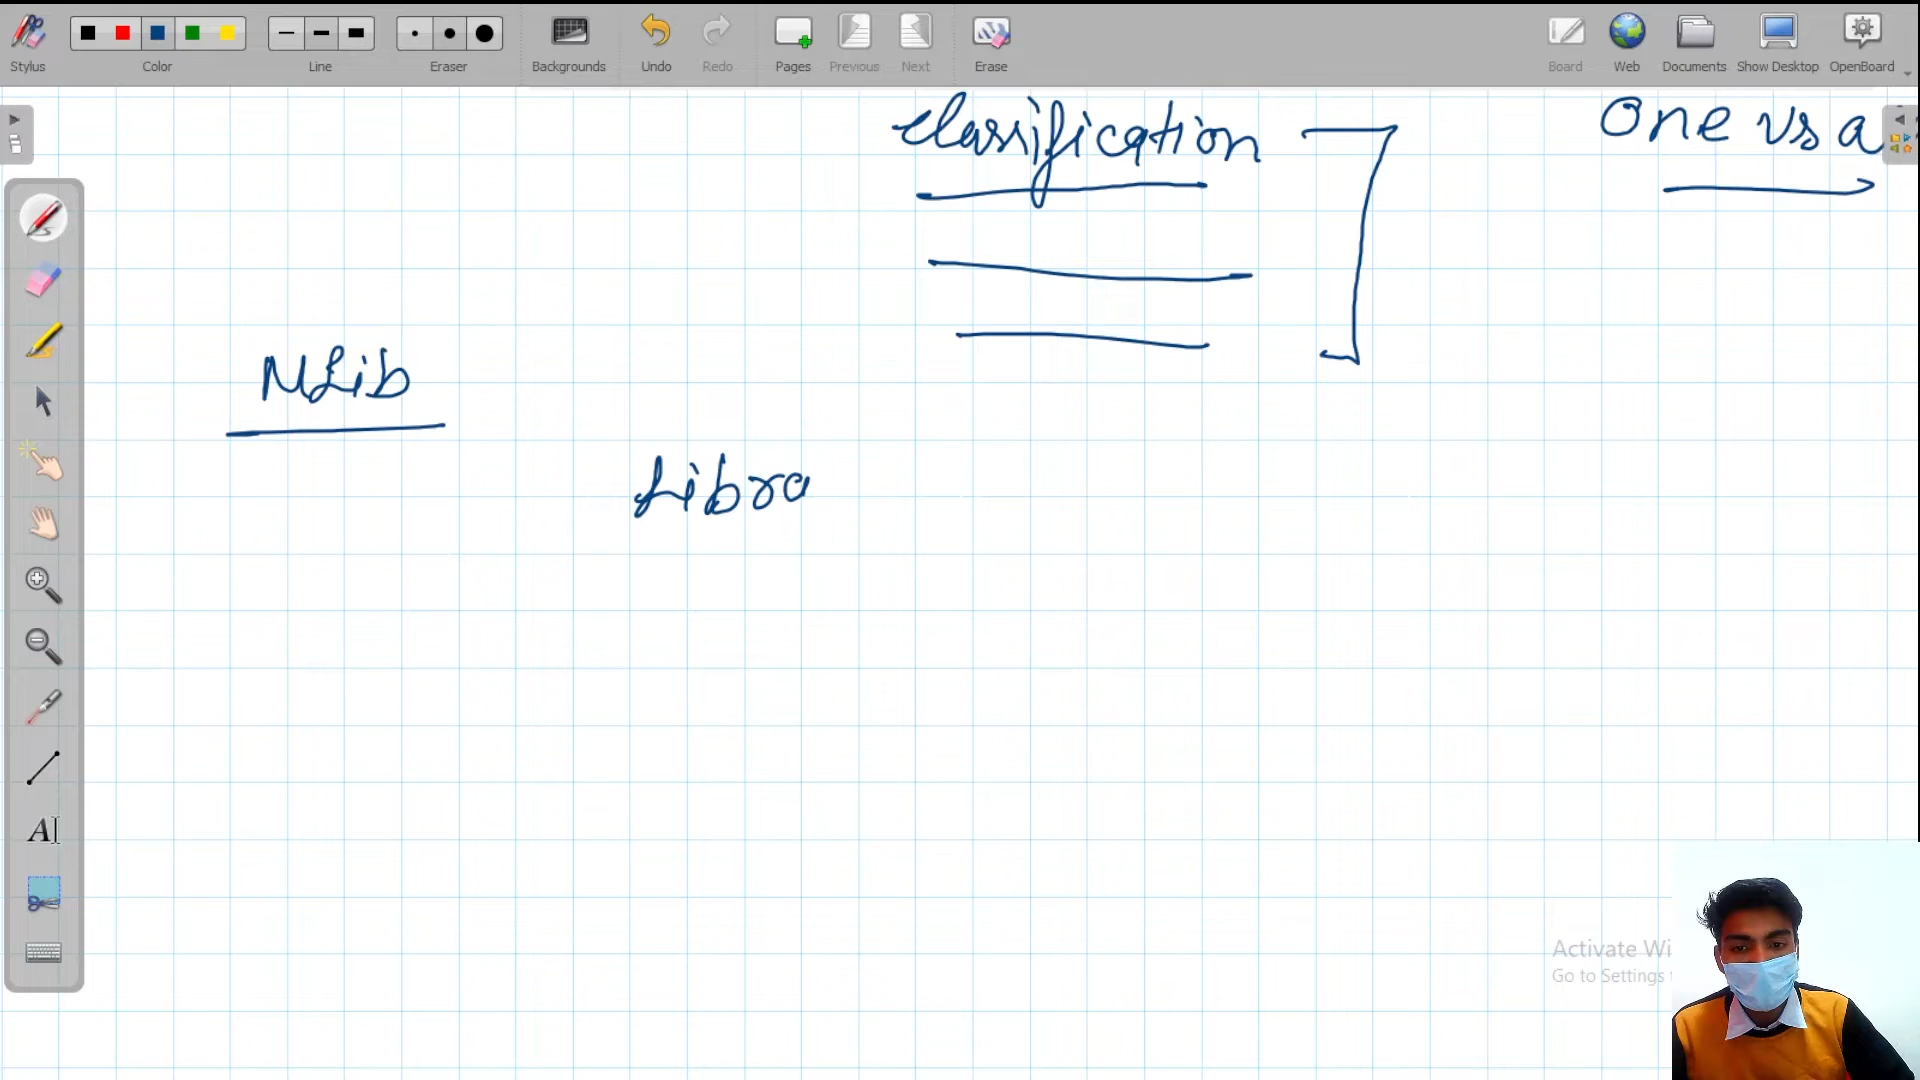 Stylus Color Line Eraser Backgrounds Undo Redo Pages Previous Next Erase Board Web Documents Show Desktop OpenBoard
classification One vs a
MLib
Libra
Activate Wi
Go to Settings